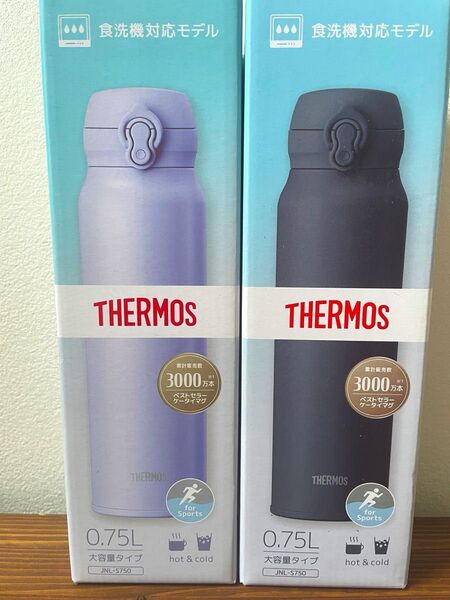 食洗機対応モデル
THERMOS
累計販売数
3000万本※1
ベストセラー
ケータイマグ
THERMOS
for
Sports
0.75L
大容量タイプ
JNL-S750
hot & cold
食洗機対応モデル
THERMOS
累計販売数
3000万本※1
ベストセラー
ケータイマグ
THERMOS
for
Sports
0.75L
大容量タイプ
JNL-S750
hot & cold